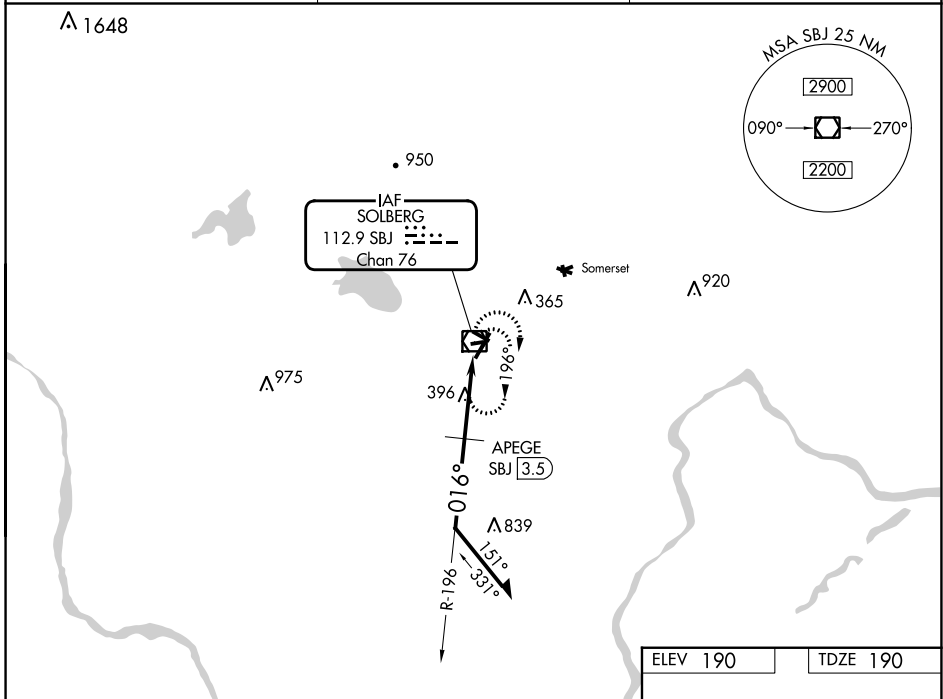 1648
MSA SBJ 25 NM
2900
090°
270°
2200
950
IAF
SOLBERG
112.9 SBJ
Chan 76
Somerset
365
920
975
396
196°
APEGE
SBJ 3.5
016°
839
151°
331°
R-196
ELEV 190
TDZE 190